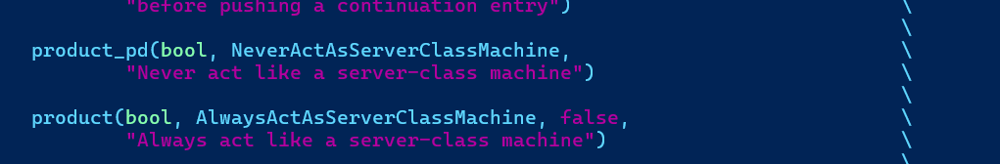 "before pushing a continuation entry") \
\
product_pd(bool, NeverActAsServerClassMachine, \
"Never act like a server-class machine") \
\
product(bool, AlwaysActAsServerClassMachine, false, \
"Always act like a server-class machine") \
\